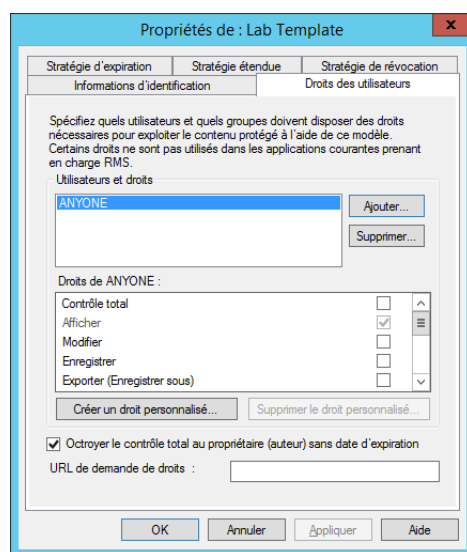 Propriétés de : Lab Template
x
Stratégie d'expiration Stratégie étendue Stratégie de révocation
Informations d'identification Droits des utilisateurs
Spécifiez quels utilisateurs et quels groupes doivent disposer des droits
nécessaires pour exploiter le contenu protégé à l'aide de ce modèle.
Certains droits ne sont pas utilisés dans les applications courantes prenant
en charge RMS.
Utilisateurs et droits
ANYONE
Ajouter...
Supprimer...
Droits de ANYONE :
Contrôle total
Afficher
Modifier
Enregistrer
Exporter (Enregistrer sous)
Créer un droit personnalisé... Supprimer le droit personnalisé...
Octroyer le contrôle total au propriétaire (auteur) sans date d'expiration
URL de demande de droits :
OK Annuler Appliquer Aide